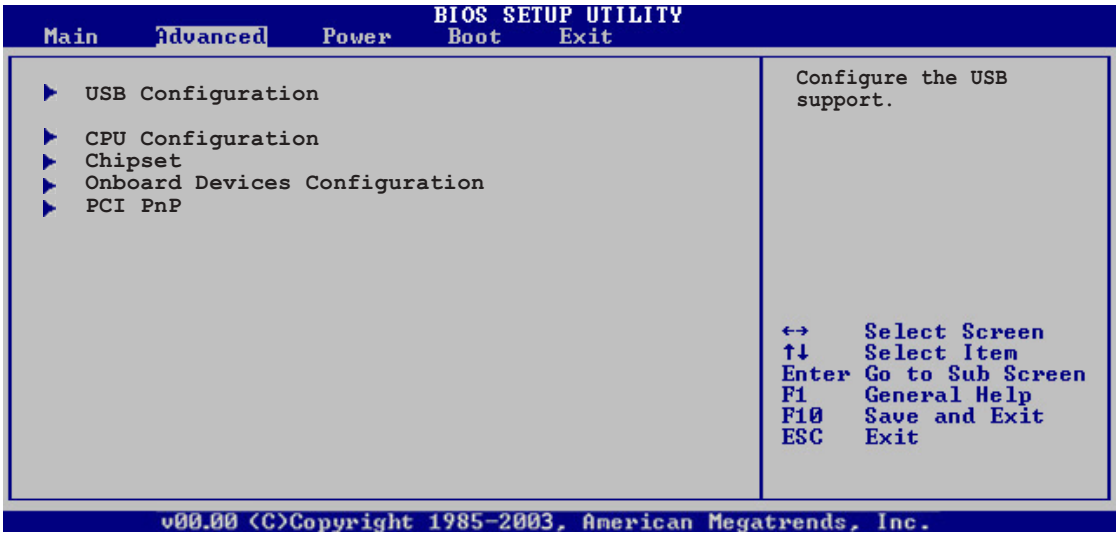 BIOS SETUP UTILITY
Main Advanced Power Boot Exit
USB Configuration
CPU Configuration
Chipset
Onboard Devices Configuration
PCI PnP
Configure the USB
support.
←→ Select Screen
↑↓ Select Item
Enter Go to Sub Screen
F1 General Help
F10 Save and Exit
ESC Exit
v00.00 (C)Copyright 1985-2003, American Megatrends, Inc.